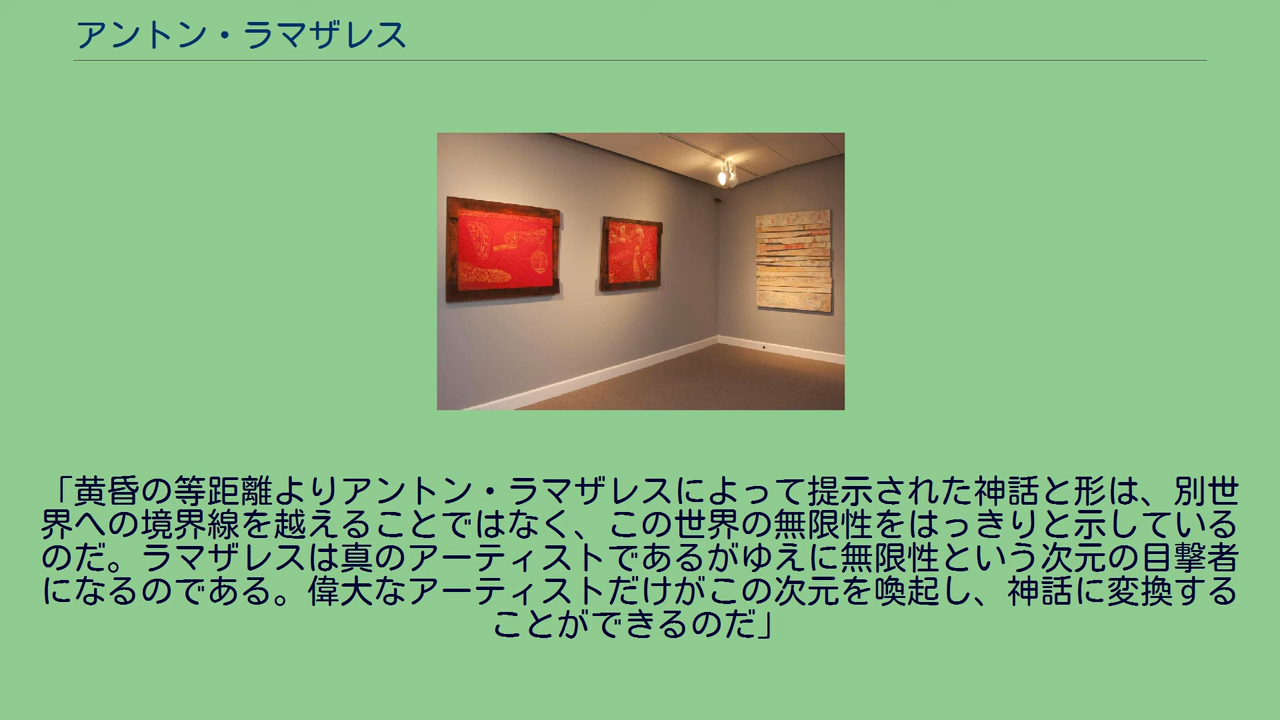 アントン・ラマザレス
「黄昏の等距離よりアントン・ラマザレスによって提示された神話と形は、別世
界への境界線を越えることではなく、この世界の無限性をはっきりと示している
のだ。ラマザレスは真のアーティストであるがゆえに無限性という次元の目撃者
になるのである。偉大なアーティストだけがこの次元を喚起し、神話に変換する
ことができるのだ」